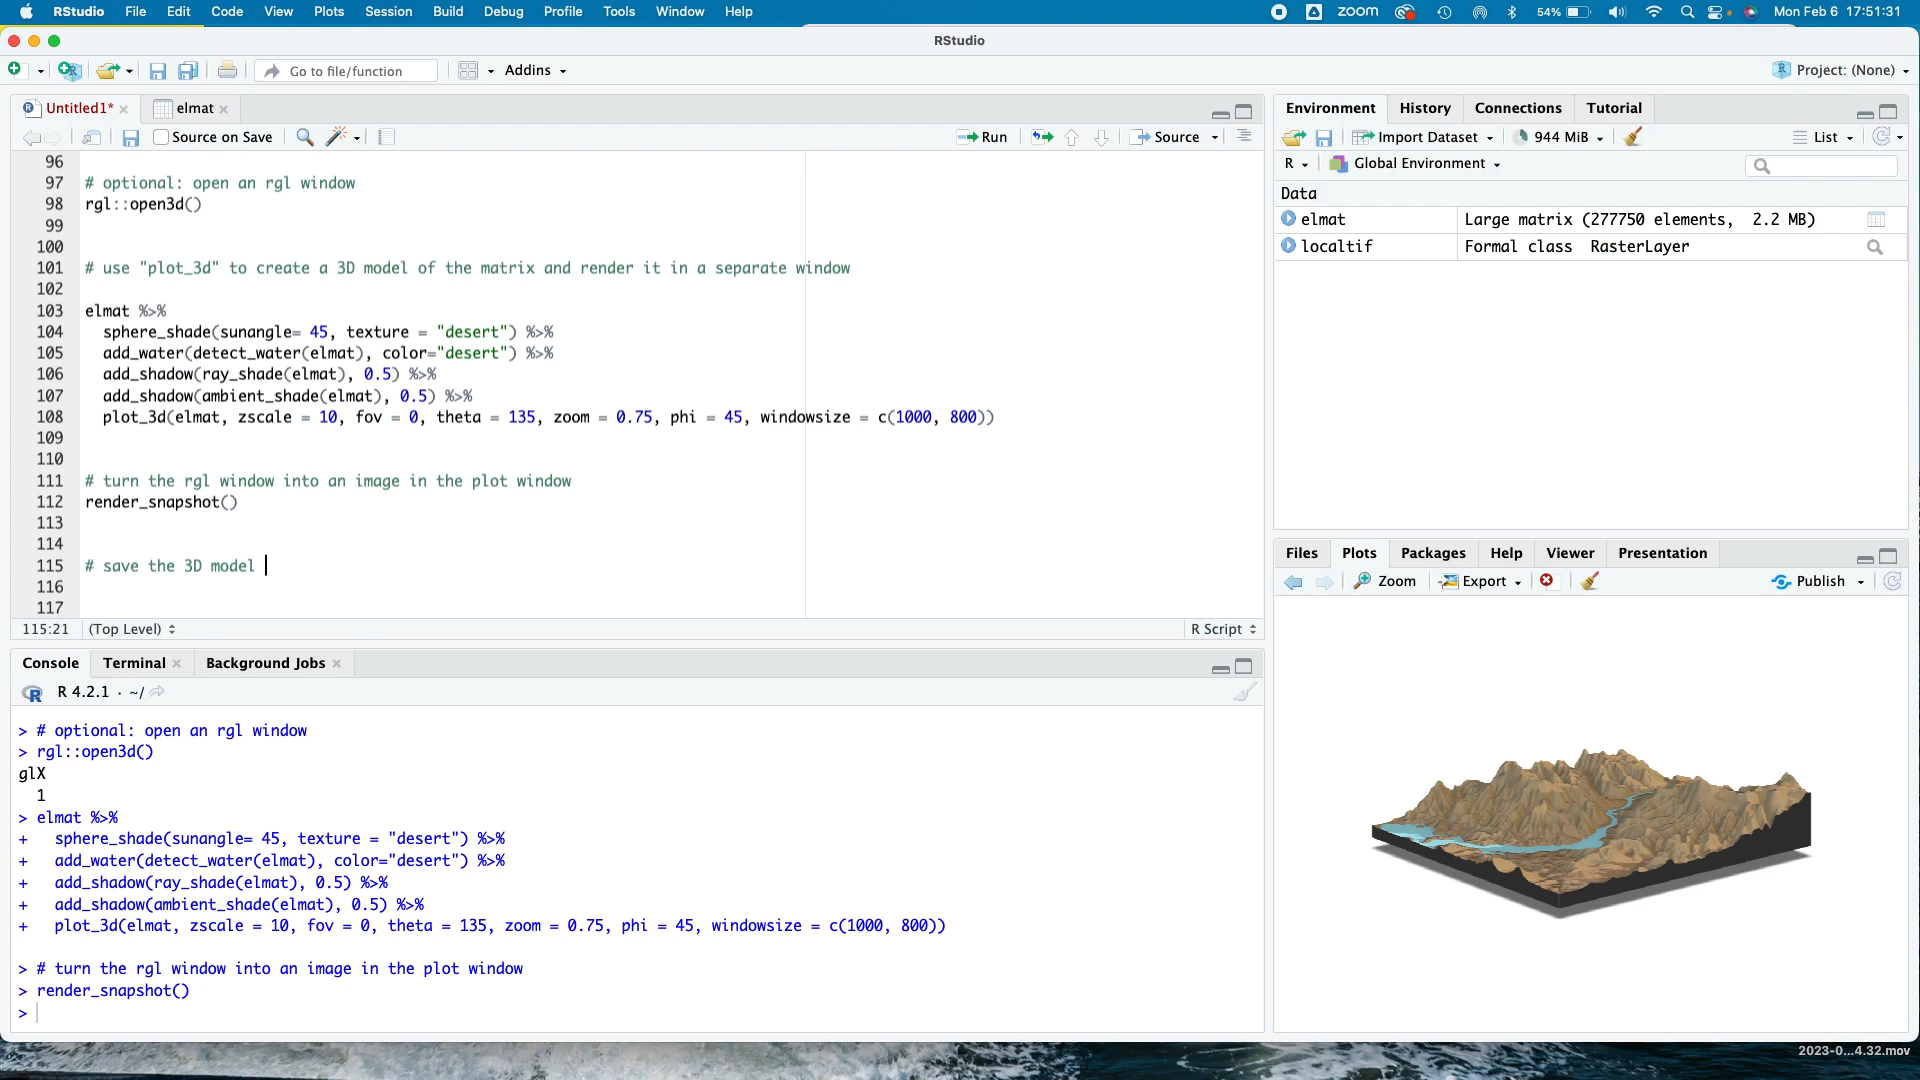 RStudio File Edit Code View Plots Session Build Debug Profile Tools Window Help zoom 54% Mon Feb 6 17:51:31
RStudio
Go to file/function Addins Project: (None)
Untitled1* elmat
Source on Save Run Source
96
97 # optional: open an rgl window
98 rgl::open3d()
99
100
101 # use "plot_3d" to create a 3D model of the matrix and render it in a separate window
102
103 elmat %>%
104 sphere_shade(sunangle= 45, texture = "desert") %>%
105 add_water(detect_water(elmat), color="desert") %>%
106 add_shadow(ray_shade(elmat), 0.5) %>%
107 add_shadow(ambient_shade(elmat), 0.5) %>%
108 plot_3d(elmat, zscale = 10, fov = 0, theta = 135, zoom = 0.75, phi = 45, windowsize = c(1000, 800))
109
110
111 # turn the rgl window into an image in the plot window
112 render_snapshot()
113
114
115 # save the 3D model
116
117
115:21 (Top Level) R Script
Console Terminal Background Jobs
R 4.2.1 · ~/
> # optional: open an rgl window
> rgl::open3d()
glX
1
> elmat %>%
+ sphere_shade(sunangle= 45, texture = "desert") %>%
+ add_water(detect_water(elmat), color="desert") %>%
+ add_shadow(ray_shade(elmat), 0.5) %>%
+ add_shadow(ambient_shade(elmat), 0.5) %>%
+ plot_3d(elmat, zscale = 10, fov = 0, theta = 135, zoom = 0.75, phi = 45, windowsize = c(1000, 800))
> # turn the rgl window into an image in the plot window
> render_snapshot()
>
Environment History Connections Tutorial
Import Dataset 944 MiB List
R Global Environment
Data
elmat Large matrix (277750 elements, 2.2 MB)
localtif Formal class RasterLayer
Files Plots Packages Help Viewer Presentation
Zoom Export Publish
2023-0...4.32.mov